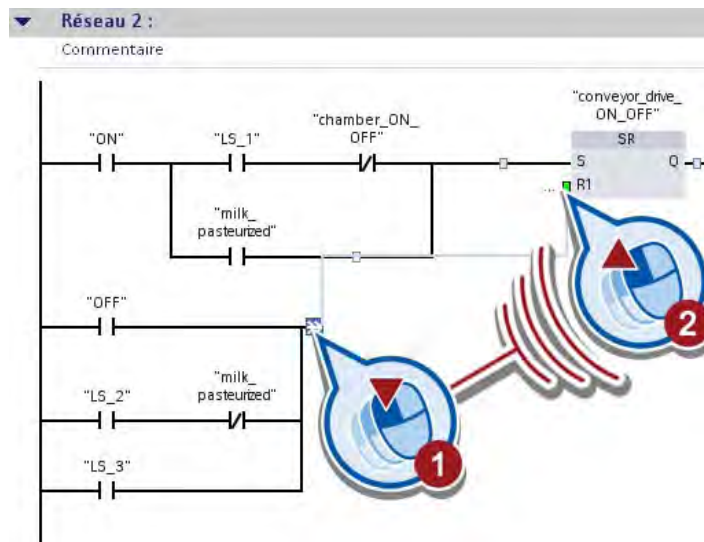 Réseau 2 :
Commentaire
"conveyor_drive_
ON_OFF"
"chamber_ON_
OFF"
"ON"
"LS_1"
SR
S
Q
... R1
"milk_
pasteurized"
"OFF"
2
"milk_
pasteurized"
"LS_2"
1
"LS_3"